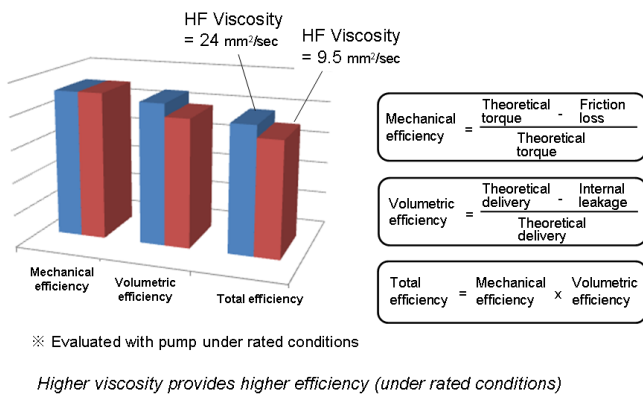 HF Viscosity
= 24 mm²/sec
HF Viscosity
= 9.5 mm²/sec
Mechanical
efficiency
Volumetric
efficiency
Total efficiency
Mechanical
efficiency
=
Theoretical
torque
-
Friction
loss
Theoretical
torque
Volumetric
efficiency
=
Theoretical
delivery
-
Internal
leakage
Theoretical
delivery
Total
efficiency
=
Mechanical
efficiency
x
Volumetric
efficiency
※ Evaluated with pump under rated conditions
Higher viscosity provides higher efficiency (under rated conditions)